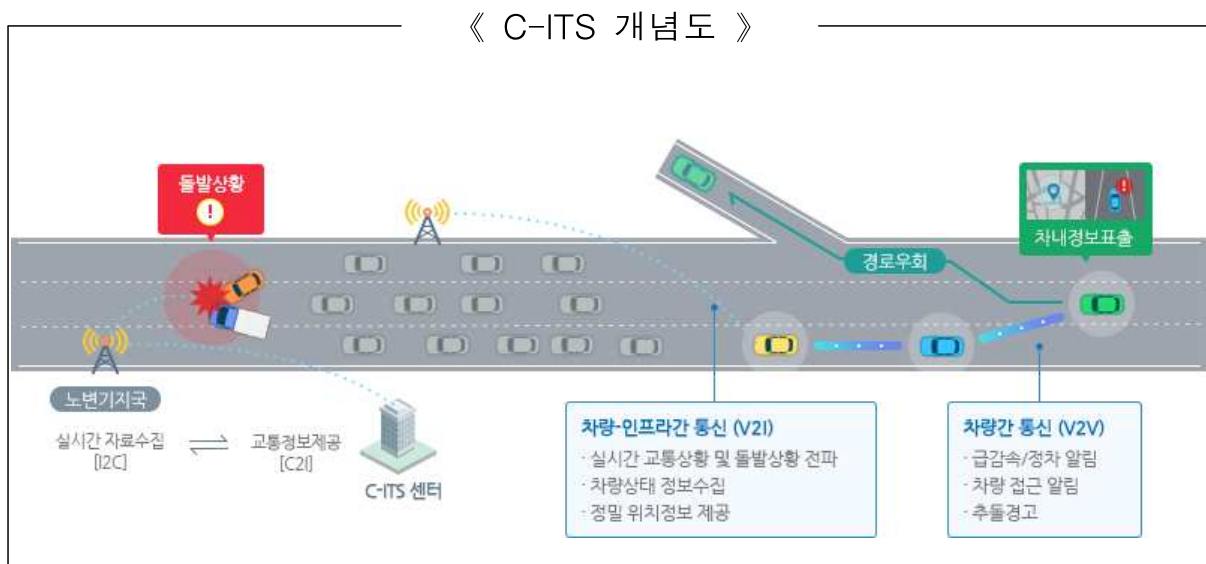 《 C-ITS 개념도 》
돌발상황
!
차내정보표출
경로우회
노변기지국
실시간 자료수집
[I2C]
교통정보제공
[C2I]
C-ITS 센터
차량-인프라간 통신 (V2I)
· 실시간 교통상황 및 돌발상황 전파
· 차량상태 정보수집
· 정밀 위치정보 제공
차량간 통신 (V2V)
· 급감속/정차 알림
· 차량 접근 알림
· 추돌경고